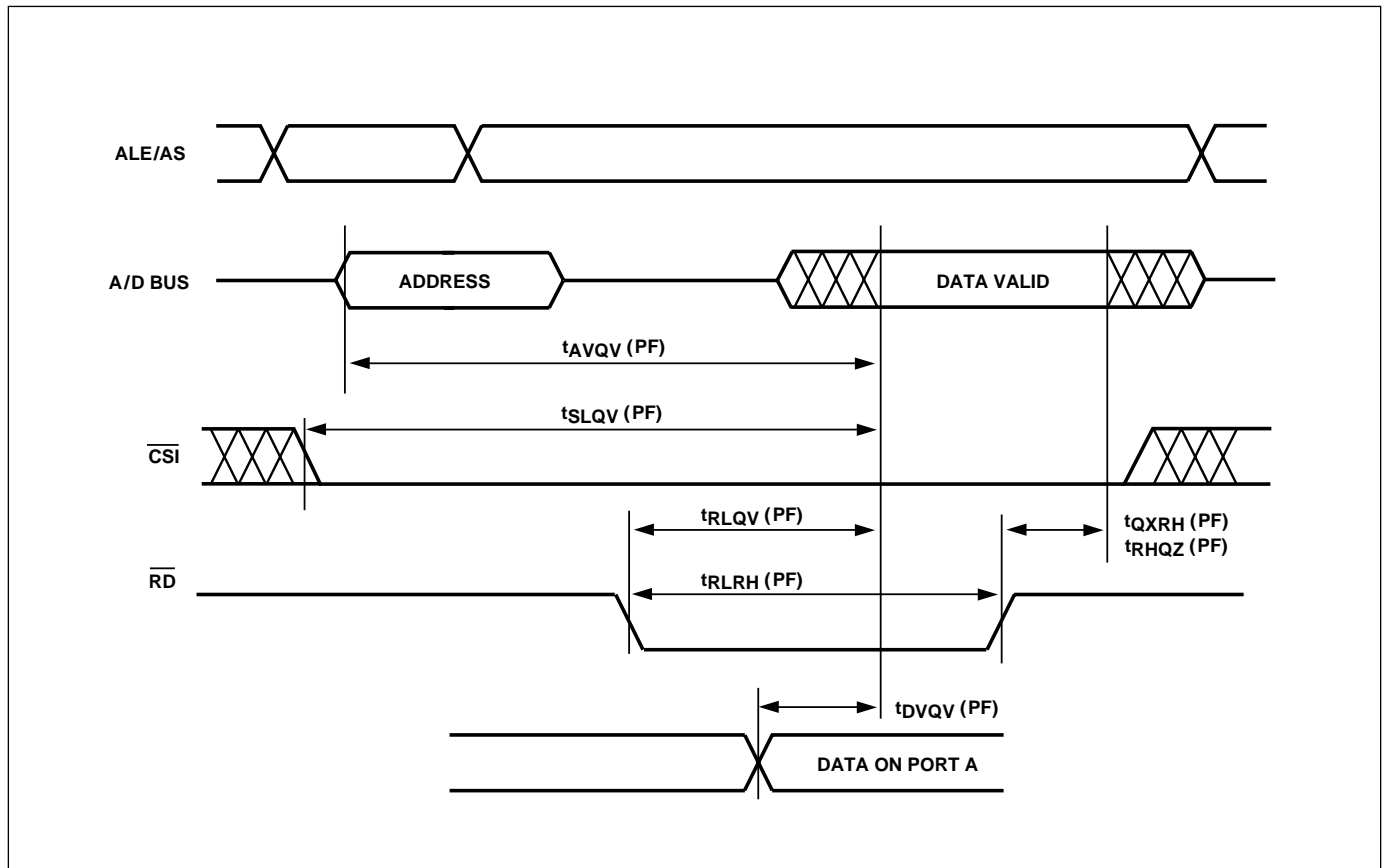 ALE/AS
A/D BUS
ADDRESS
DATA VALID
tAVQV (PF)
tSLQV (PF)
CSI
tRLQV (PF)
tQXRH (PF)
tRHQZ (PF)
RD
tRLRH (PF)
tDVQV (PF)
DATA ON PORT A